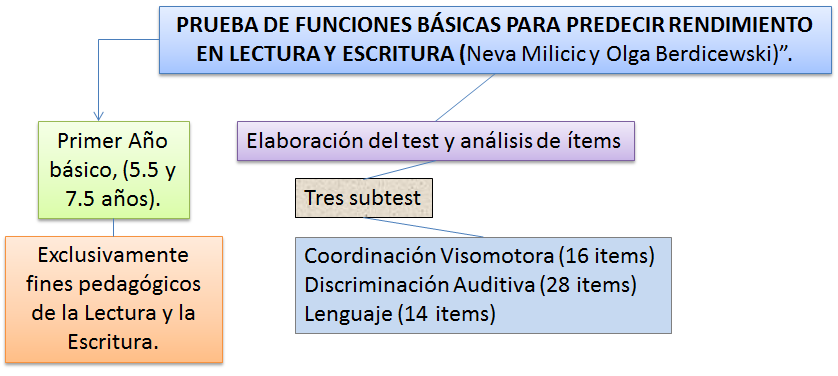 PRUEBA DE FUNCIONES BÁSICAS PARA PREDECIR RENDIMIENTO
EN LECTURA Y ESCRITURA (Neva Milicic y Olga Berdicewski)”.
Primer Año
básico, (5.5 y
7.5 años).
Exclusivamente
fines pedagógicos
de la Lectura y la
Escritura.
Elaboración del test y análisis de ítems
Tres subtest
Coordinación Visomotora (16 items)
Discriminación Auditiva (28 items)
Lenguaje (14 items)